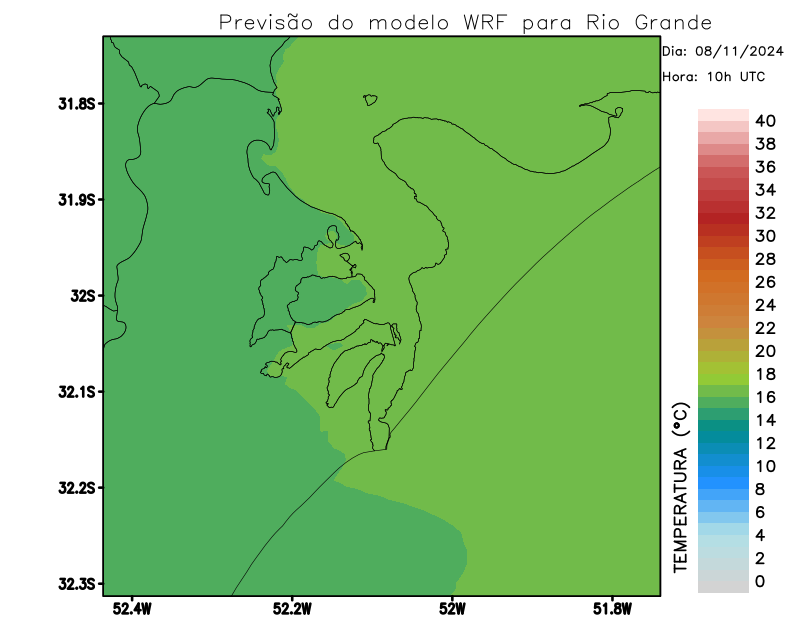 Previsão do modelo WRF para Rio Grande
Dia: 08/11/2024
Hora: 10h UTC
31.8S
31.9S
32S
32.1S
32.2S
32.3S
52.4W
52.2W
52W
51.8W
TEMPERATURA (°C)
40
38
36
34
32
30
28
26
24
22
20
18
16
14
12
10
8
6
4
2
0